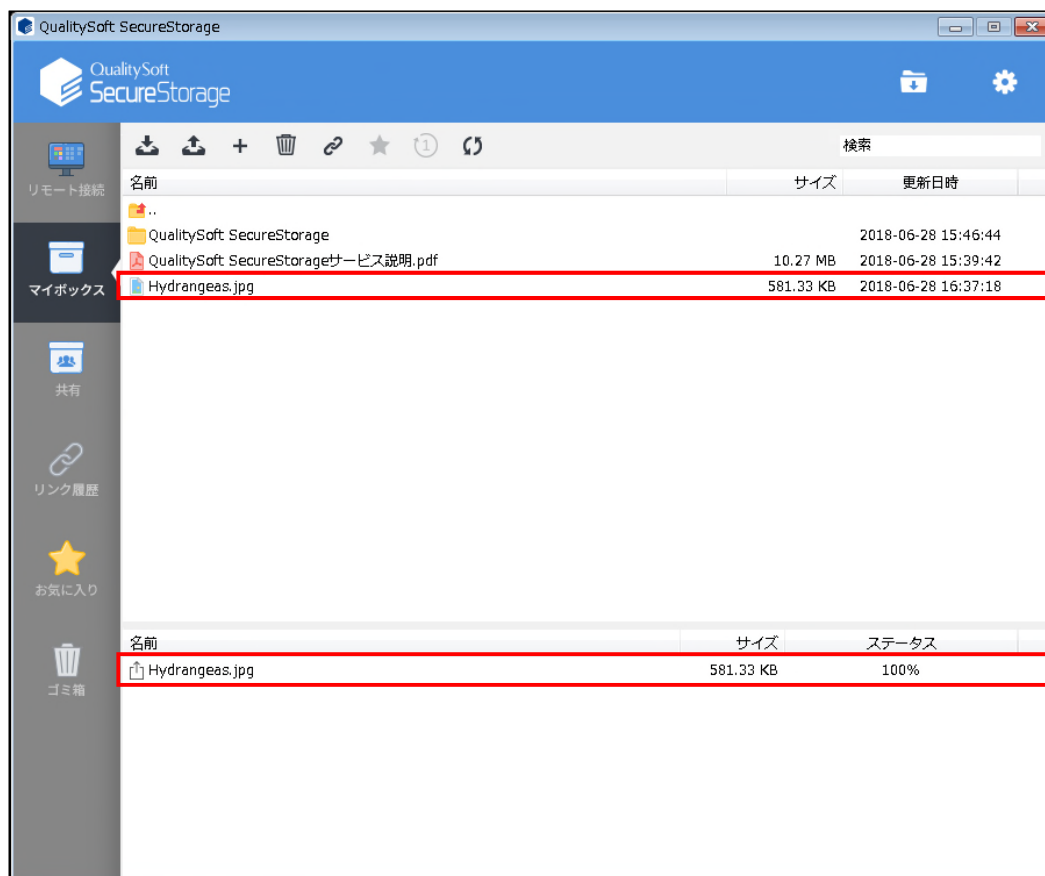 QualitySoft SecureStorage
QualitySoft
SecureStorage
検索
リモート接続
マイボックス
共有
リンク履歴
お気に入り
ゴミ箱
名前 サイズ 更新日時
..
QualitySoft SecureStorage 2018-06-28 15:46:44
QualitySoft SecureStorageサービス説明.pdf 10.27 MB 2018-06-28 15:39:42
Hydrangeas.jpg 581.33 KB 2018-06-28 16:37:18
名前 サイズ ステータス
Hydrangeas.jpg 581.33 KB 100%